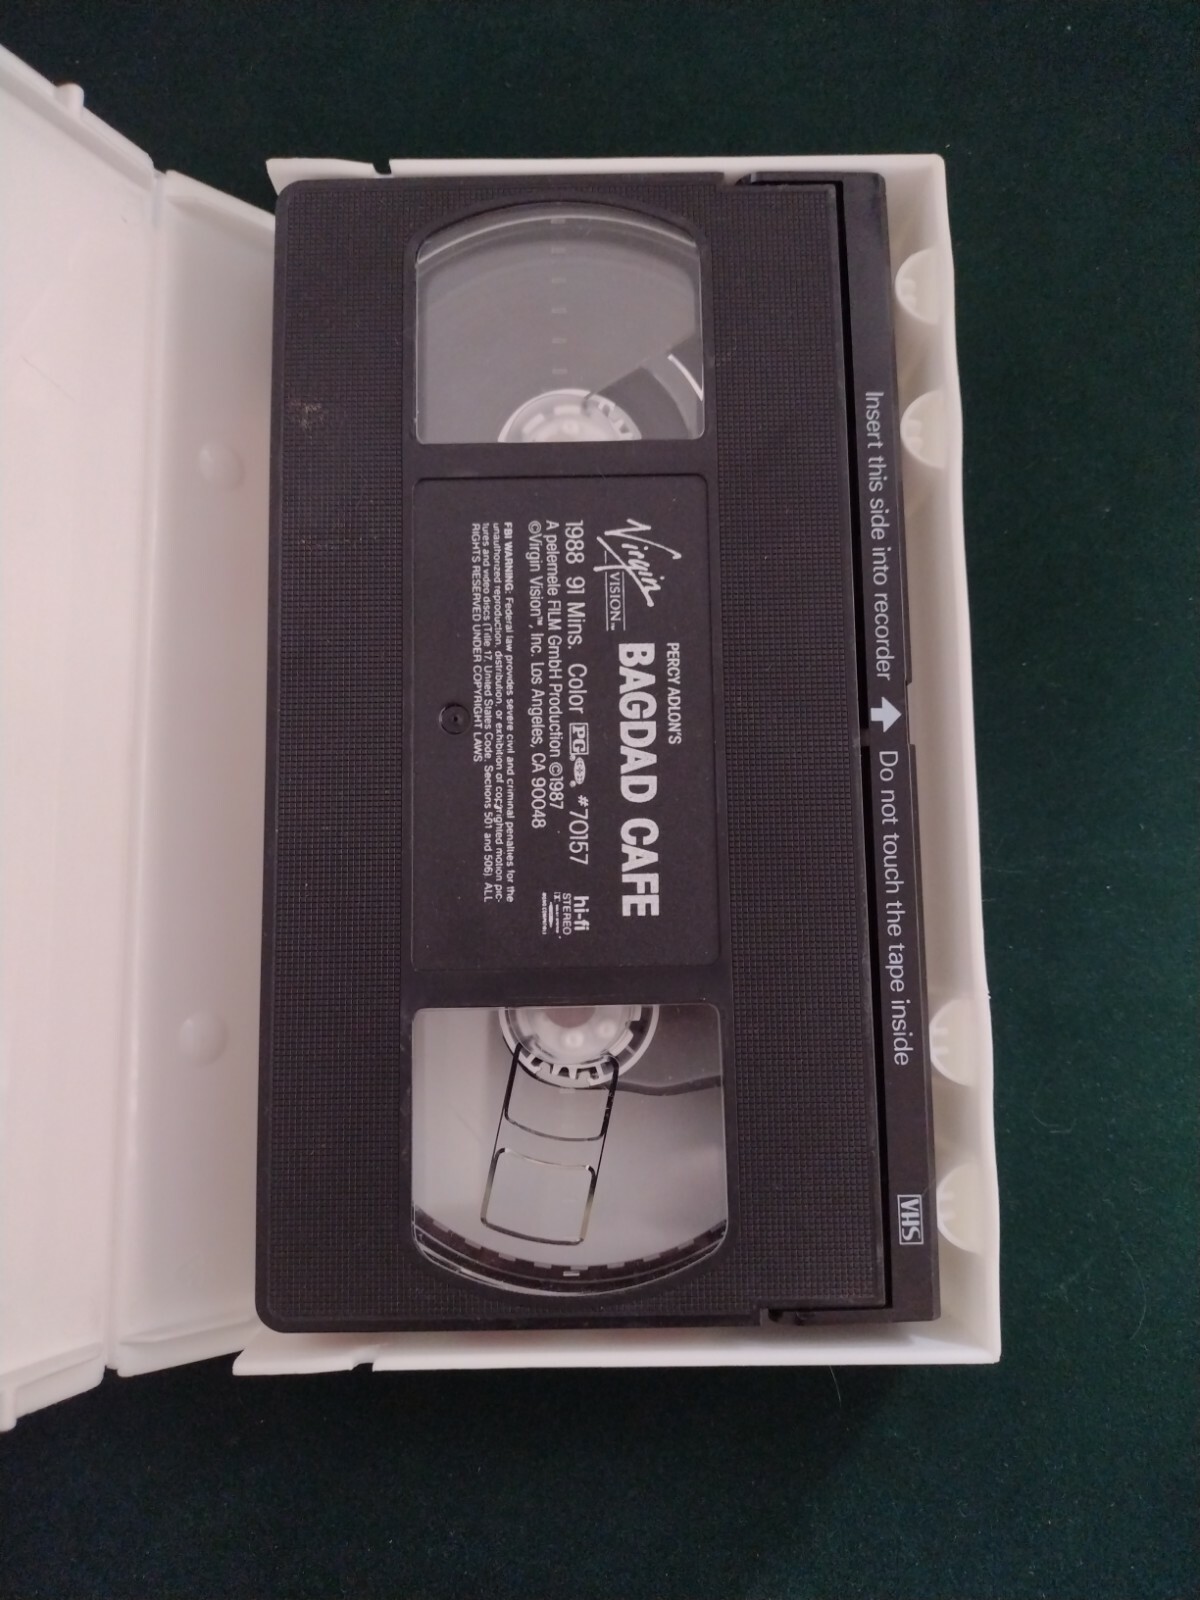 Insert this side into recorder ⬆ Do not touch the tape inside
VHS
PERCY ADLON'S
Virgin VISION™ BAGDAD CAFE
1988 91 Mins. Color PG #70157 hi-fi
STEREO
A pelemele FILM GmbH Production ©1987
©Virgin Vision™, Inc. Los Angeles, CA 90048
FBI WARNING: Federal law provides severe civil and criminal penalties for the
unauthorized reproduction, distribution, or exhibition of copyrighted motion pic-
tures and video discs (Title 17, United States Code, Sections 501 and 506). ALL
RIGHTS RESERVED UNDER COPYRIGHT LAWS